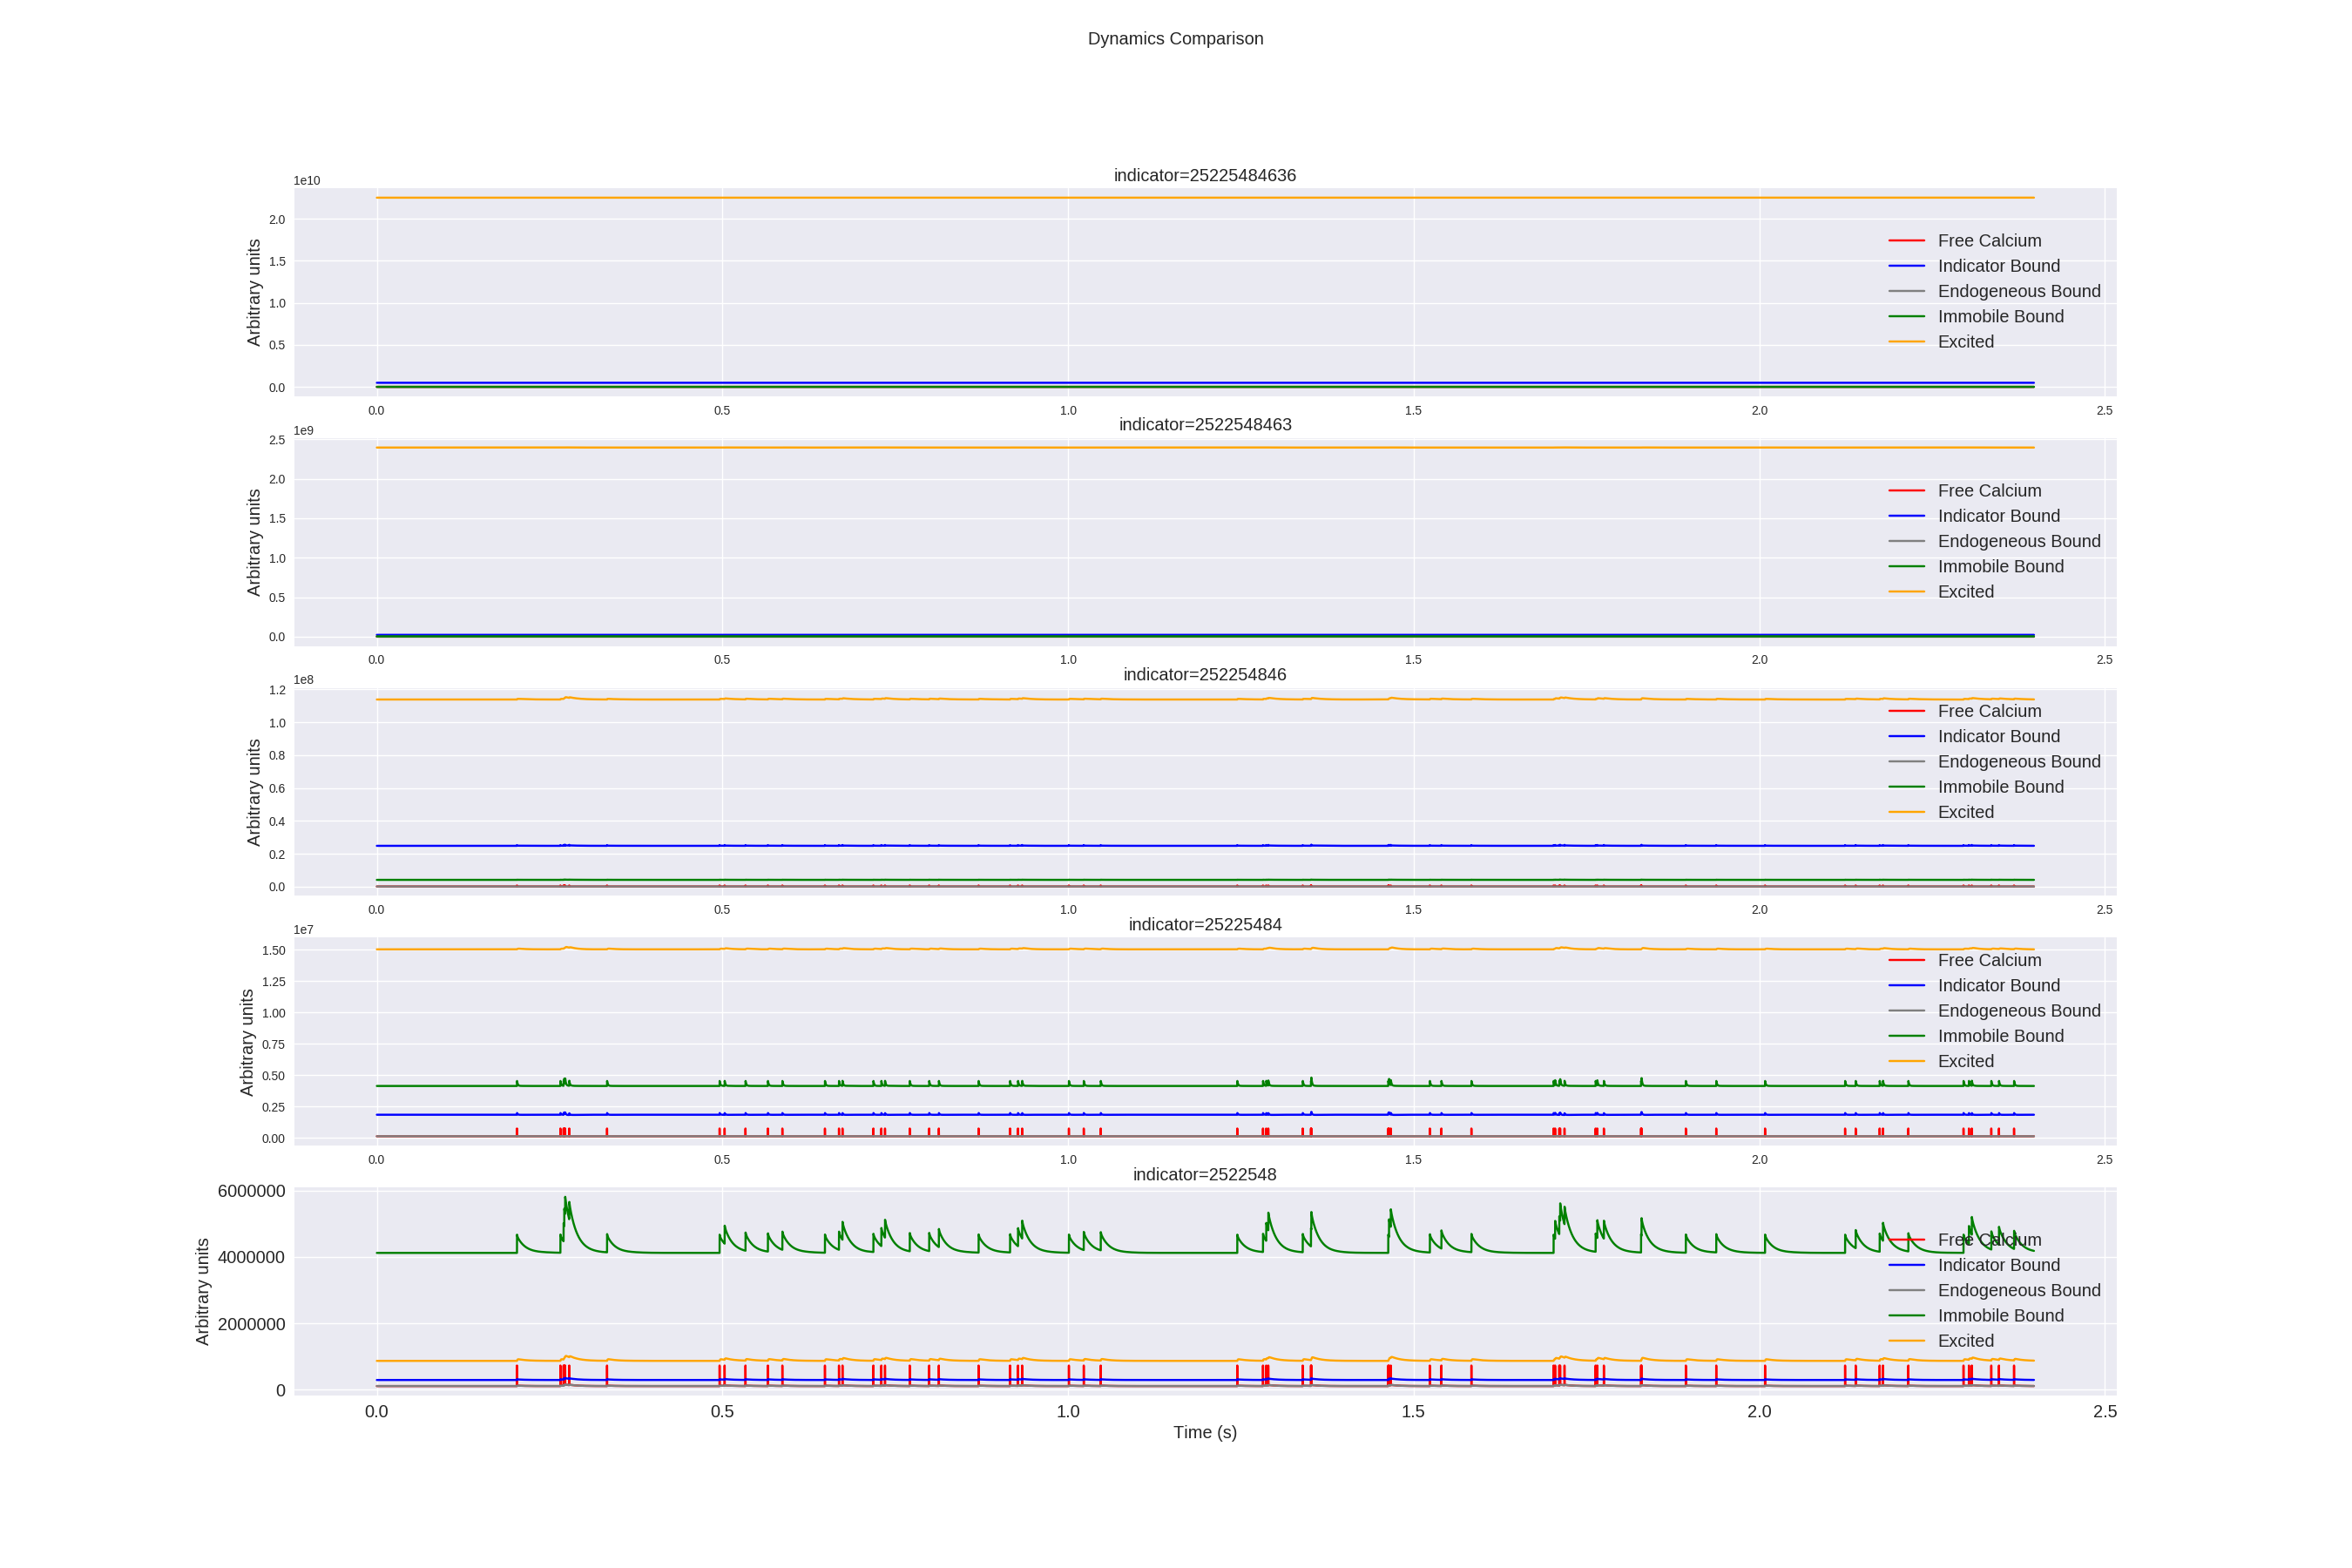 Dynamics Comparison
indicator=25225484636
1e10
Arbitrary units
2.0
1.5
1.0
0.5
0.0
Free Calcium
Indicator Bound
Endogeneous Bound
Immobile Bound
Excited
0.0 0.5 1.0 1.5 2.0 2.5
indicator=2522548463
1e9
Arbitrary units
2.5
2.0
1.5
1.0
0.5
0.0
Free Calcium
Indicator Bound
Endogeneous Bound
Immobile Bound
Excited
0.0 0.5 1.0 1.5 2.0 2.5
indicator=252254846
1e8
Arbitrary units
1.2
1.0
0.8
0.6
0.4
0.2
0.0
Free Calcium
Indicator Bound
Endogeneous Bound
Immobile Bound
Excited
0.0 0.5 1.0 1.5 2.0 2.5
indicator=25225484
1e7
Arbitrary units
1.50
1.25
1.00
0.75
0.50
0.25
0.00
Free Calcium
Indicator Bound
Endogeneous Bound
Immobile Bound
Excited
0.0 0.5 1.0 1.5 2.0 2.5
indicator=2522548
Arbitrary units
6000000
4000000
2000000
0
Free Calcium
Indicator Bound
Endogeneous Bound
Immobile Bound
Excited
0.0 0.5 1.0 1.5 2.0 2.5
Time (s)